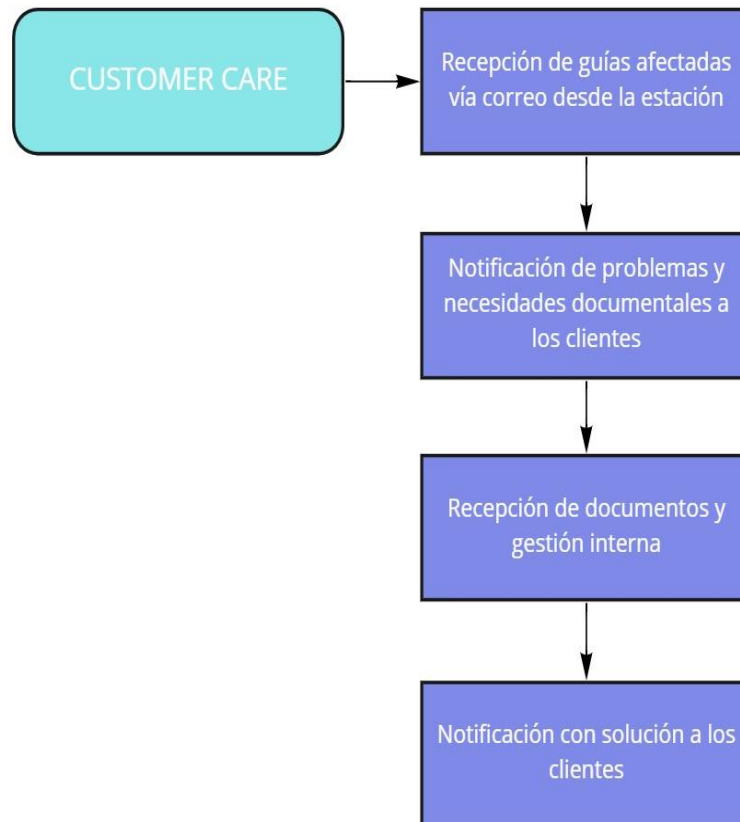 CUSTOMER CARE
Recepción de guías afectadas
vía correo desde la estación
Notificación de problemas y
necesidades documentales a
los clientes
Recepción de documentos y
gestión interna
Notificación con solución a los
clientes